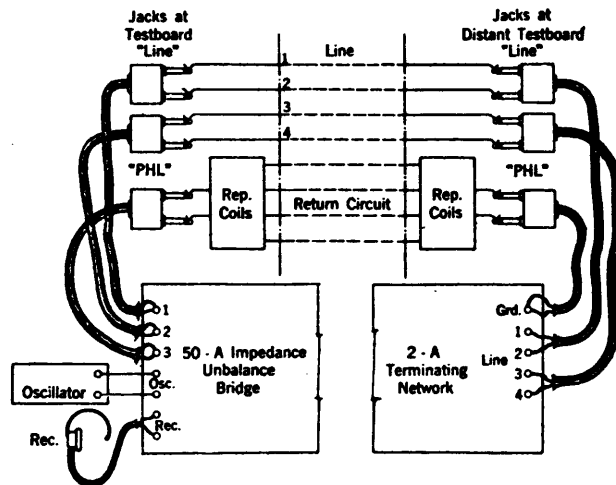 Jacks at
Testboard
"Line"
Jacks at
Distant Testboard
"Line"
1
Line
2
3
4
"PHL"
"PHL"
Rep.
Coils
Return Circuit
Rep.
Coils
1
2
3
50 - A Impedance
Unbalance
Bridge
Osc.
Rec.
Oscillator
Rec.
2 - A
Terminating
Network
Grd.
1
2
Line
3
4